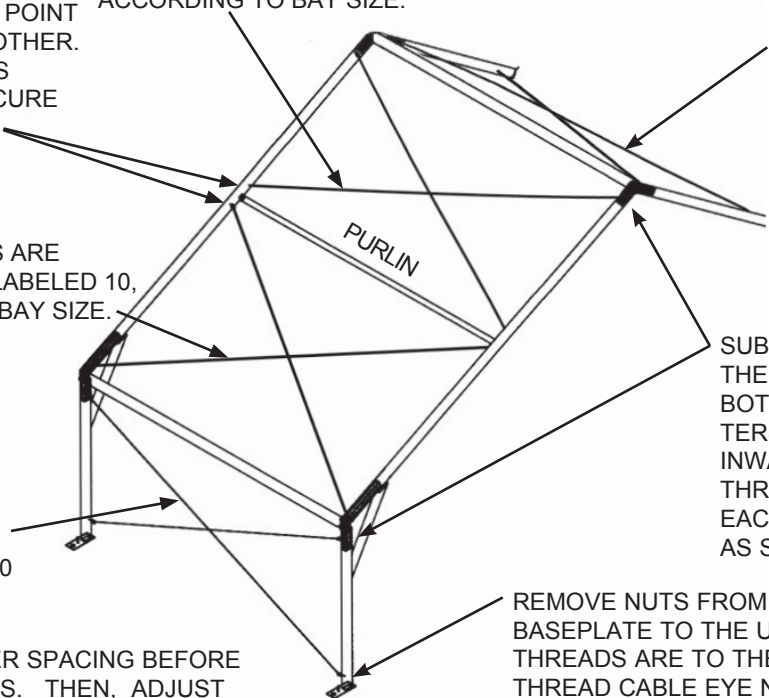 ACCORDING TO BAY SIZE.
POINT
OTHER.
S
CURE
PURLIN
S ARE
LABELED 10,
BAY SIZE.
SUB
THE
BOT
TER
INWA
THR
EAC
AS S
0
REMOVE NUTS FROM
BASEPLATE TO THE U
THREADS ARE TO THE
THREAD CABLE EYE N
ER SPACING BEFORE
S. THEN, ADJUST